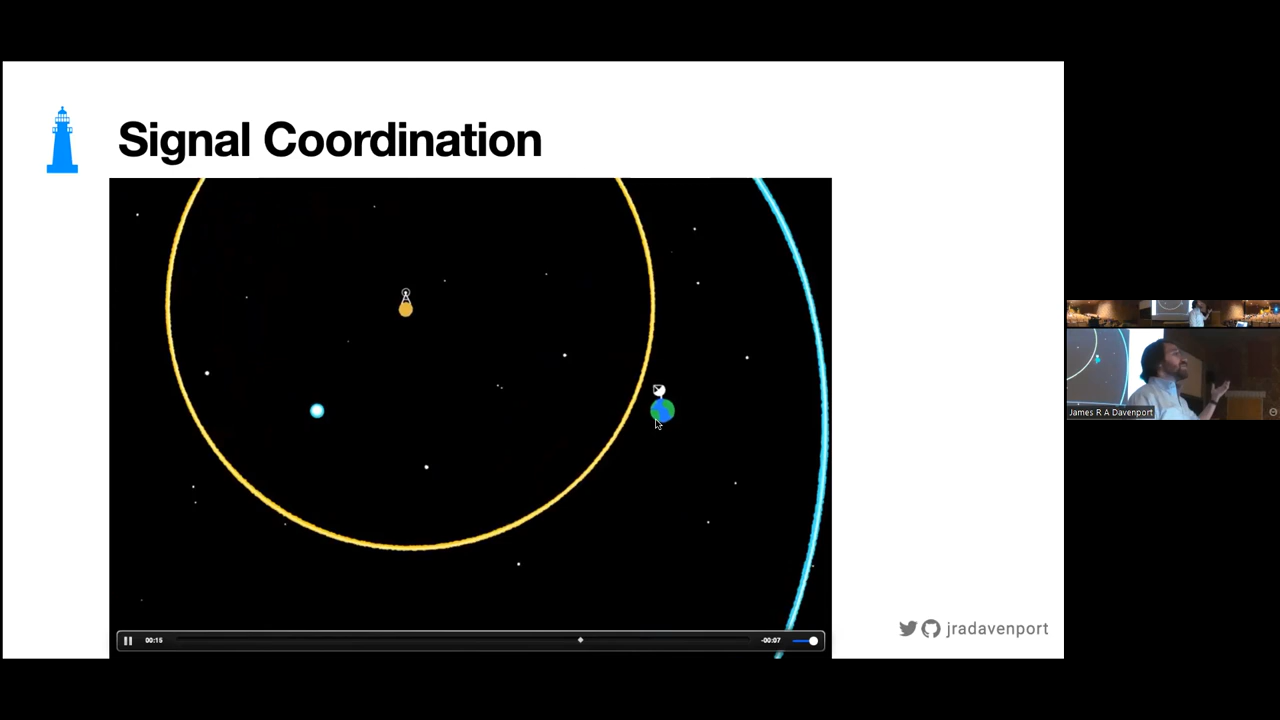 Signal Coordination
00:15
-00:07
jradavenport
James R A Davenport